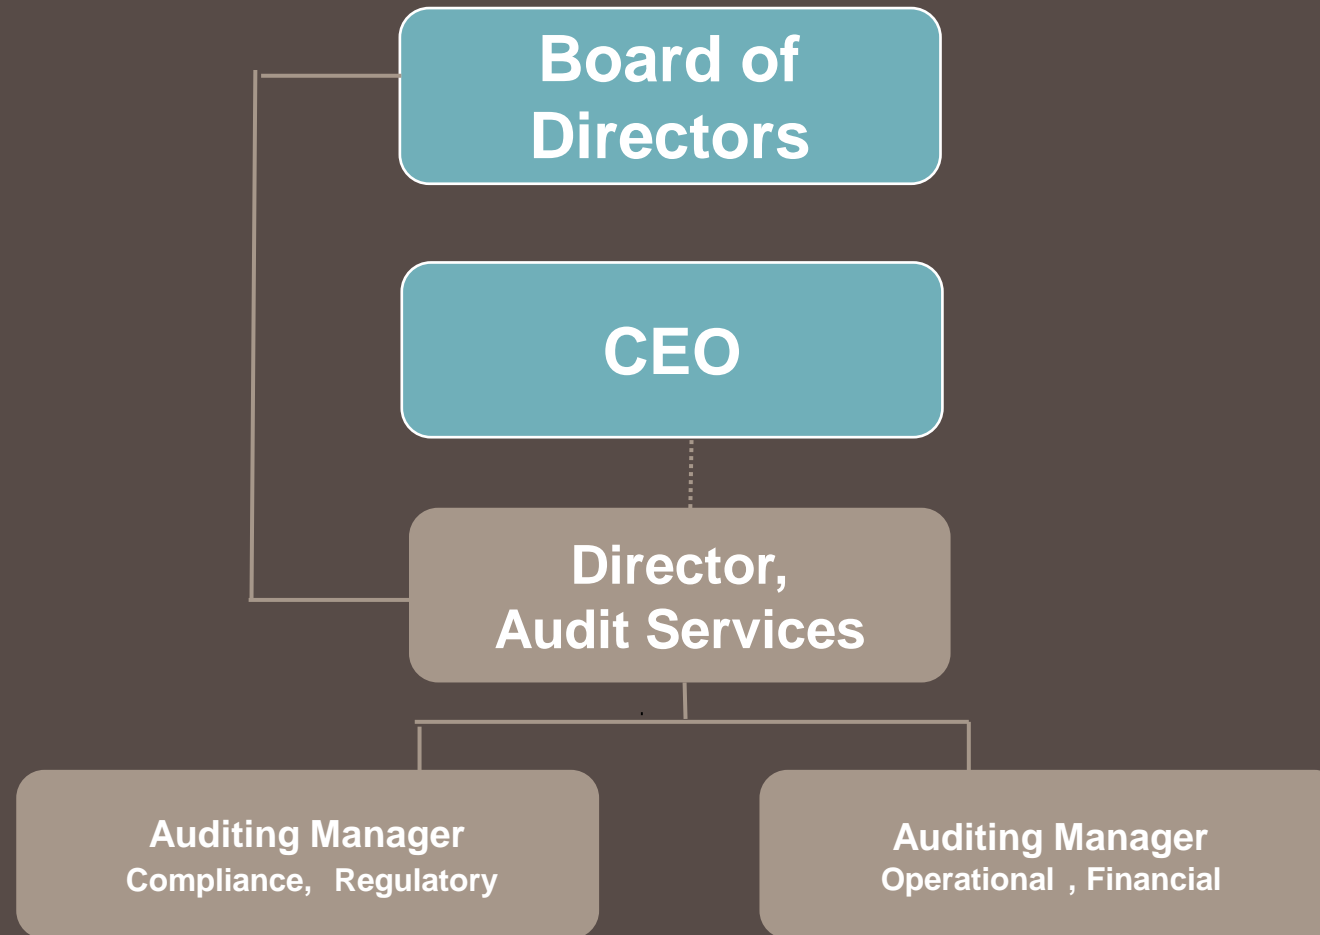 Board of
Directors
CEO
Director,
Audit Services
Auditing Manager
Compliance, Regulatory
Auditing Manager
Operational , Financial